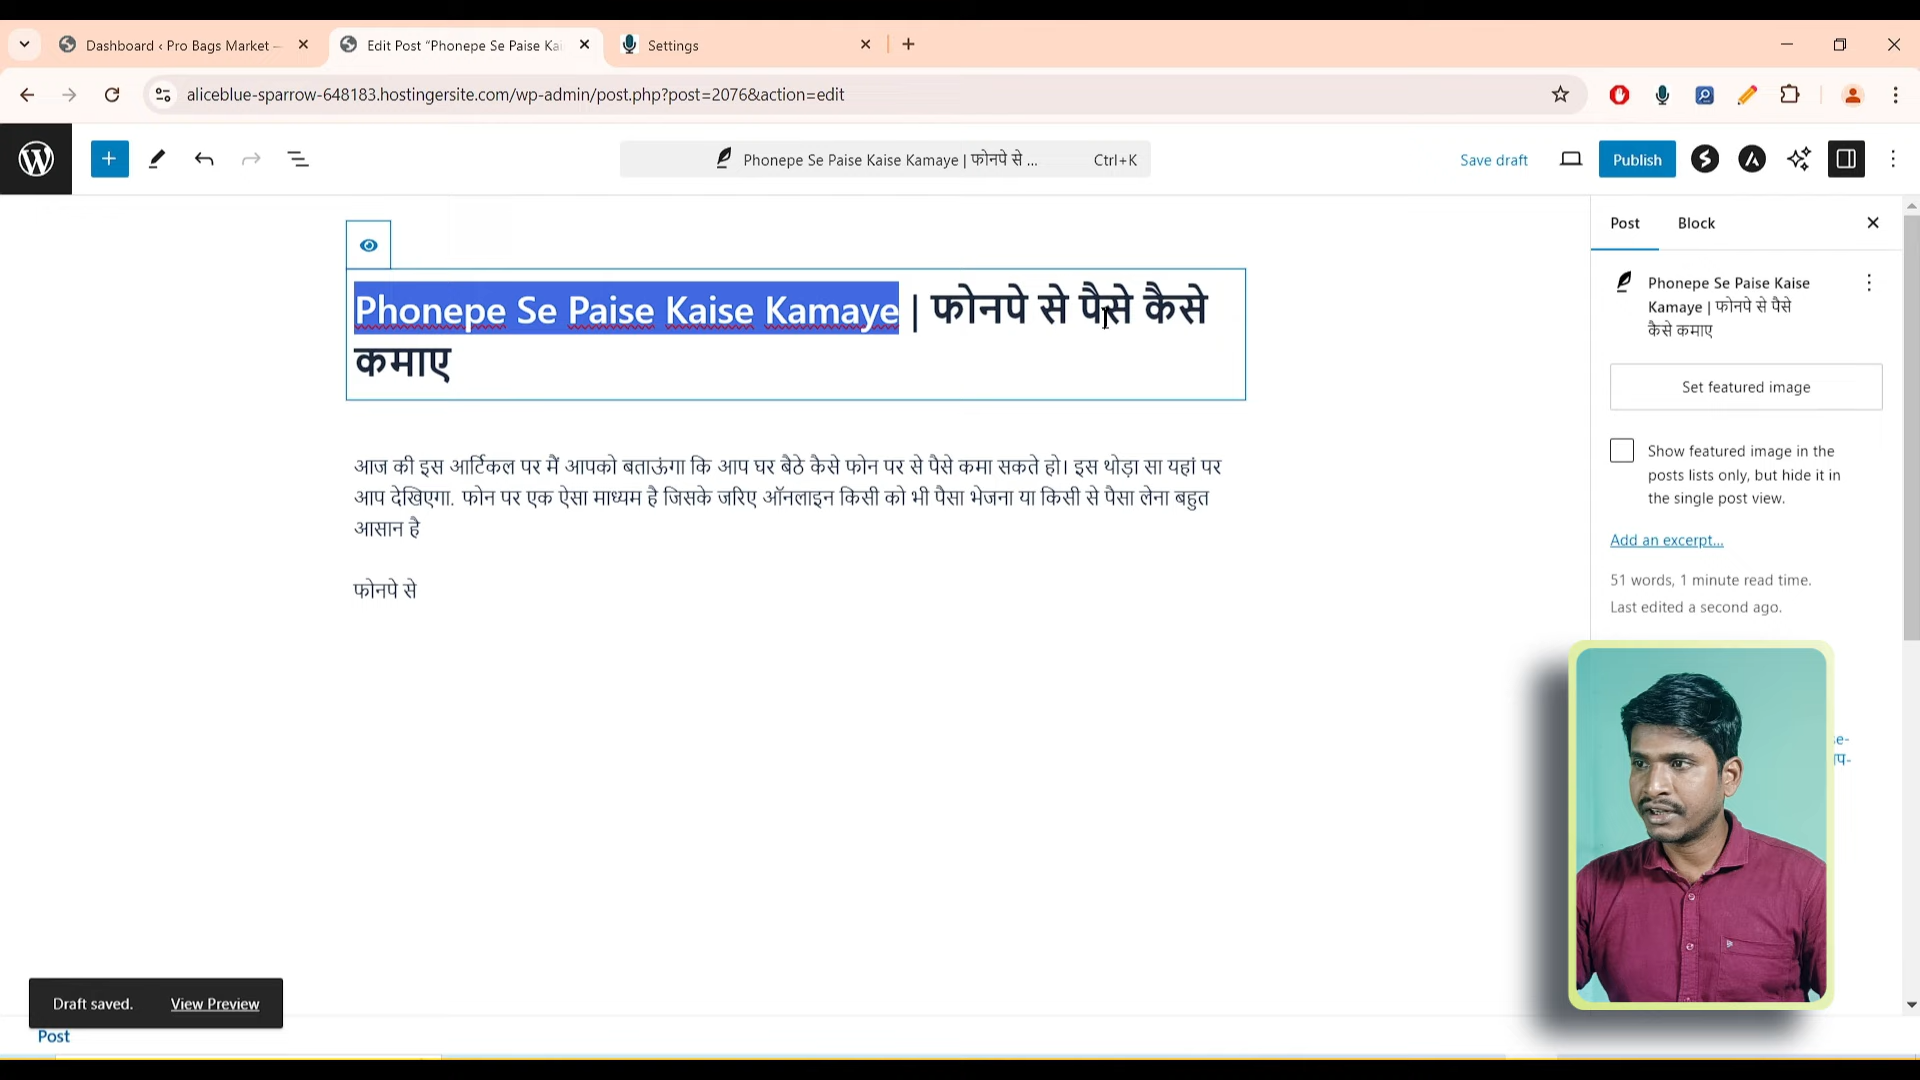 Dashboard ‹ Pro Bags Market —
Edit Post “Phonepe Se Paise Kai
Settings
aliceblue-sparrow-648183.hostingersite.com/wp-admin/post.php?post=2076&action=edit
Phonepe Se Paise Kaise Kamaye | फोनपे से ...
Ctrl+K
Save draft
Publish
Post
Block
Phonepe Se Paise Kaise Kamaye | फोनपे से पैसे कैसे
कमाए
Phonepe Se Paise Kaise
Kamaye | फोनपे से पैसे
कैसे कमाए
Set featured image
Show featured image in the
posts lists only, but hide it in
the single post view.
आज की इस आर्टिकल पर मैं आपको बताऊंगा कि आप घर बैठे कैसे फोन पर से पैसे कमा सकते हो। इस थोड़ा सा यहां पर
आप देखिएगा. फोन पर एक ऐसा माध्यम है जिसके जरिए ऑनलाइन किसी को भी पैसा भेजना या किसी से पैसा लेना बहुत
आसान है
Add an excerpt...
51 words, 1 minute read time.
Last edited a second ago.
फोनपे से
Draft saved.
View Preview
Post